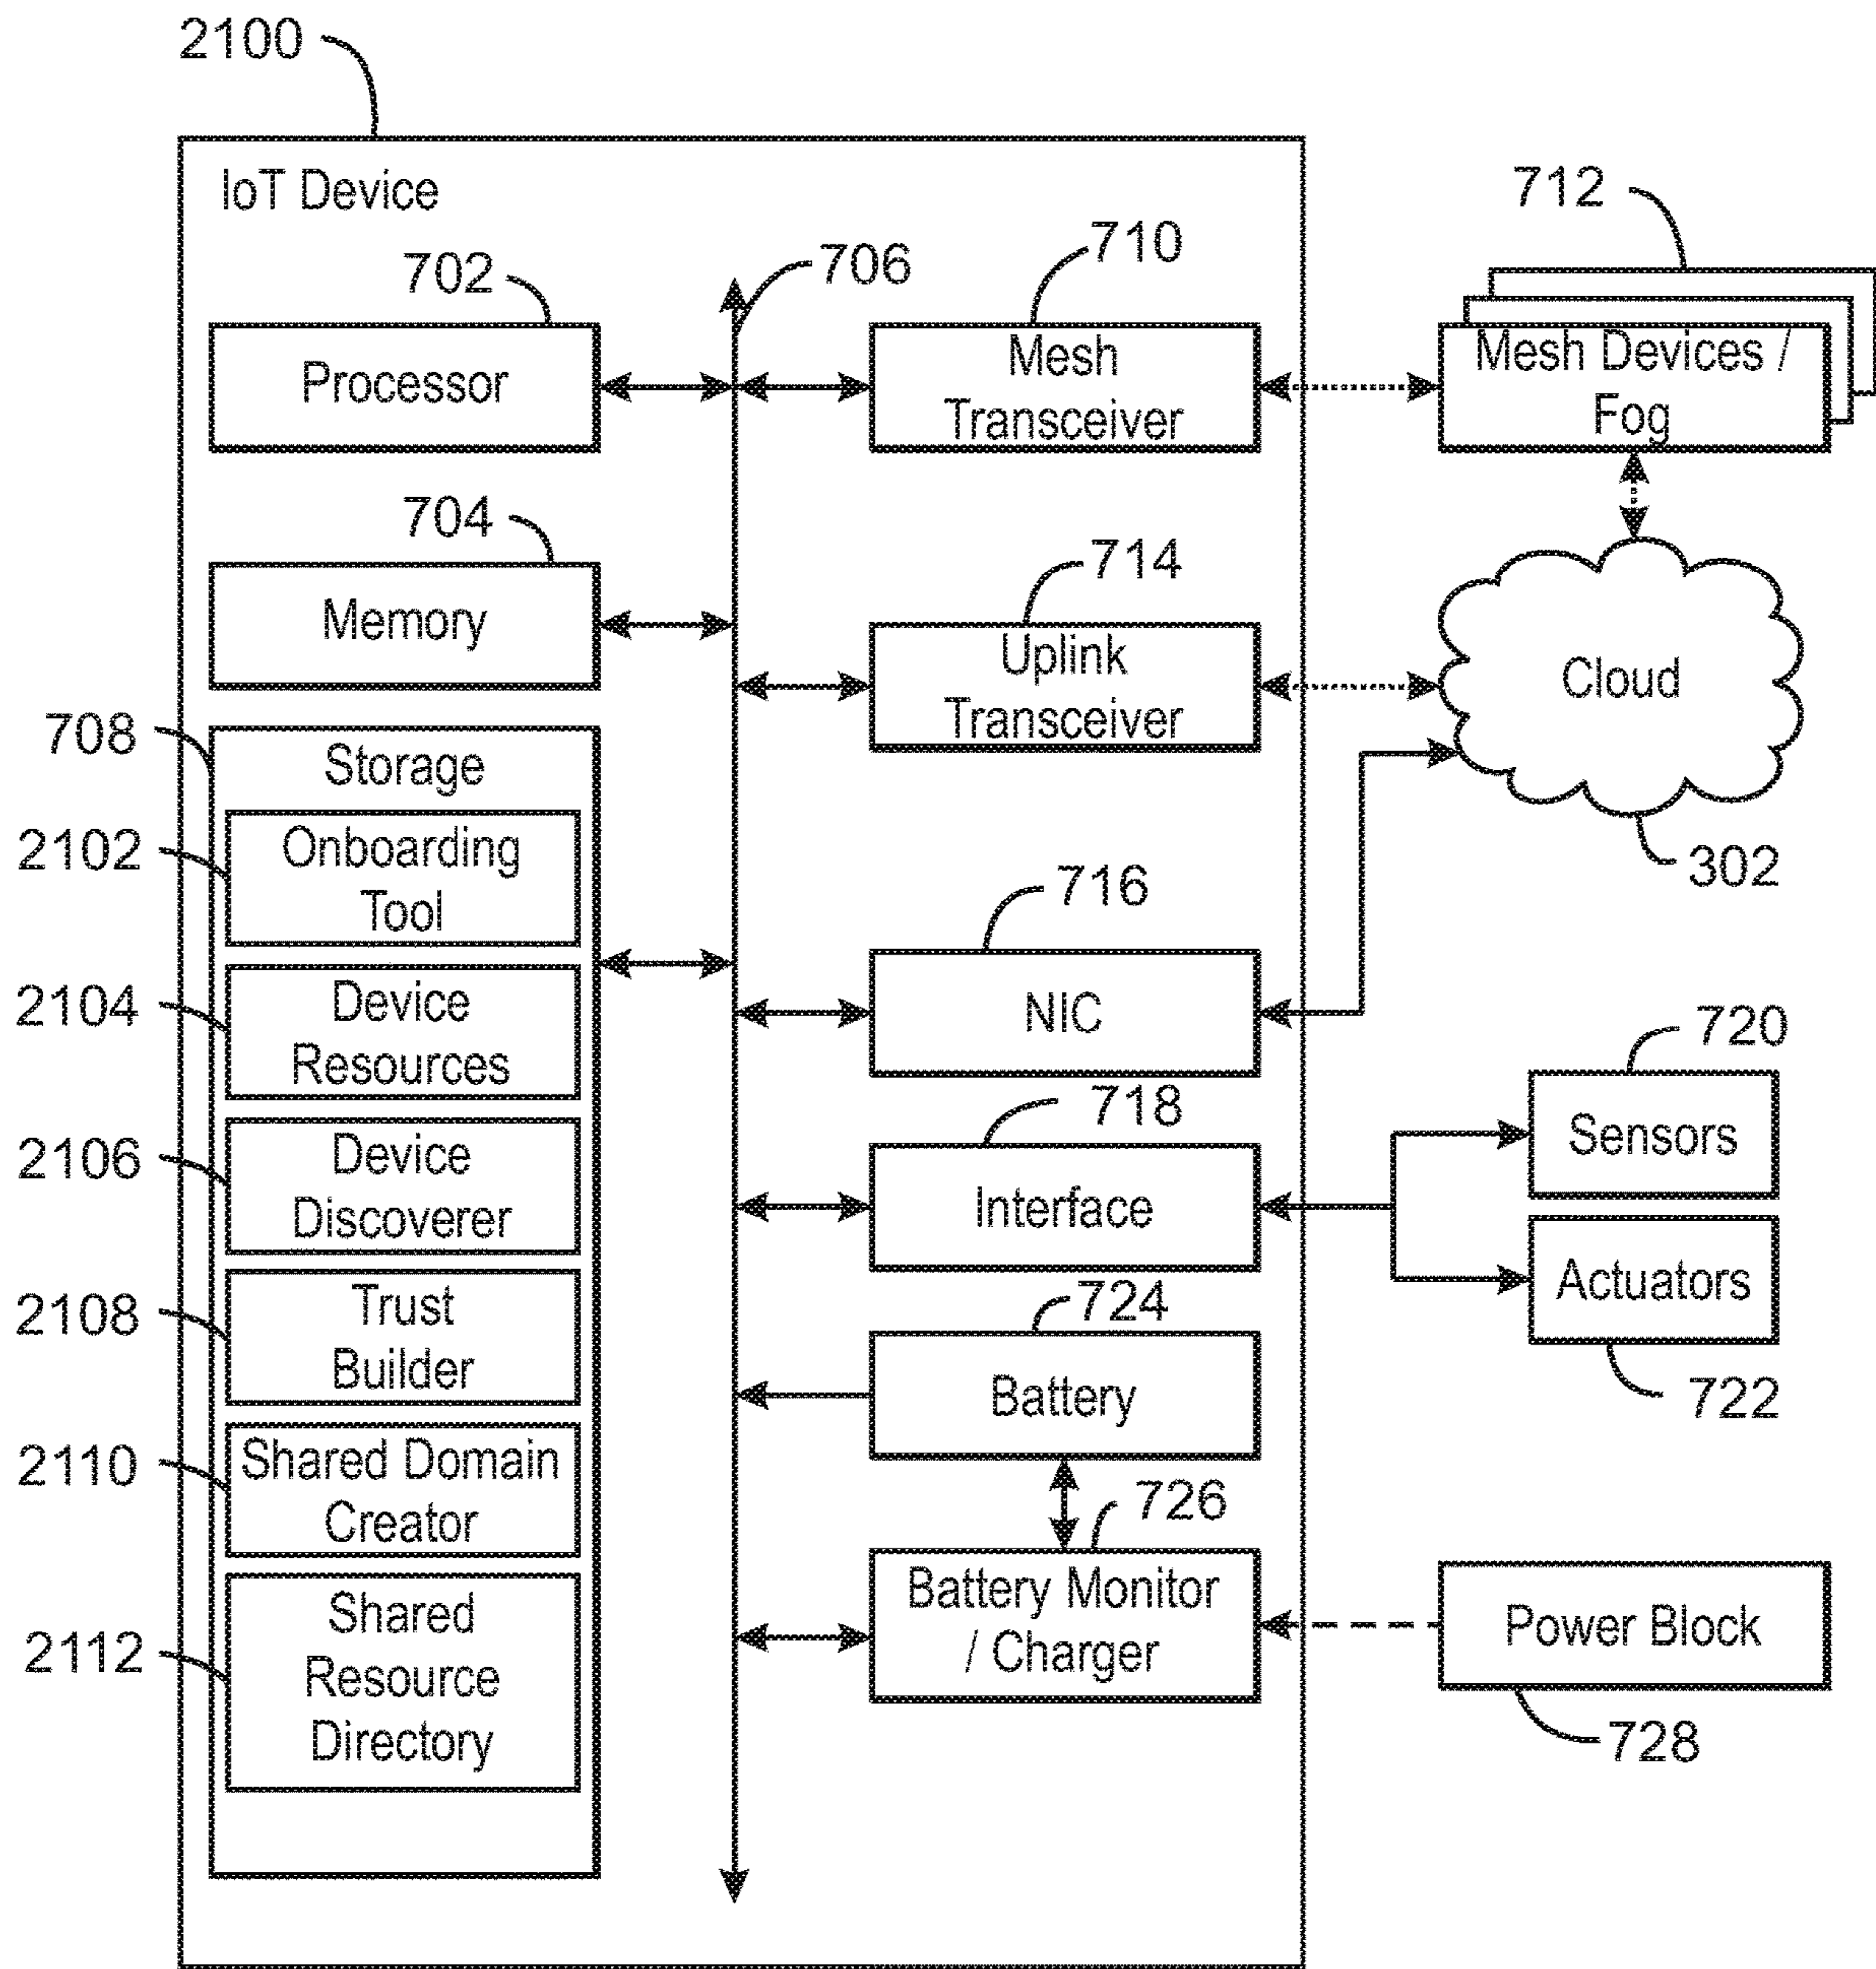 2100
IoT Device
712
710
706
702
Processor
Mesh
Transceiver
Mesh Devices /
Fog
704
714
Memory
Uplink
Transceiver
Cloud
708
Storage
302
2102
Onboarding
Tool
716
2104
Device
Resources
NIC
720
718
Sensors
2106
Device
Discoverer
Interface
Actuators
722
724
2108
Trust
Builder
Battery
2110
Shared Domain
Creator
726
Battery Monitor
/ Charger
Power Block
728
2112
Shared
Resource
Directory